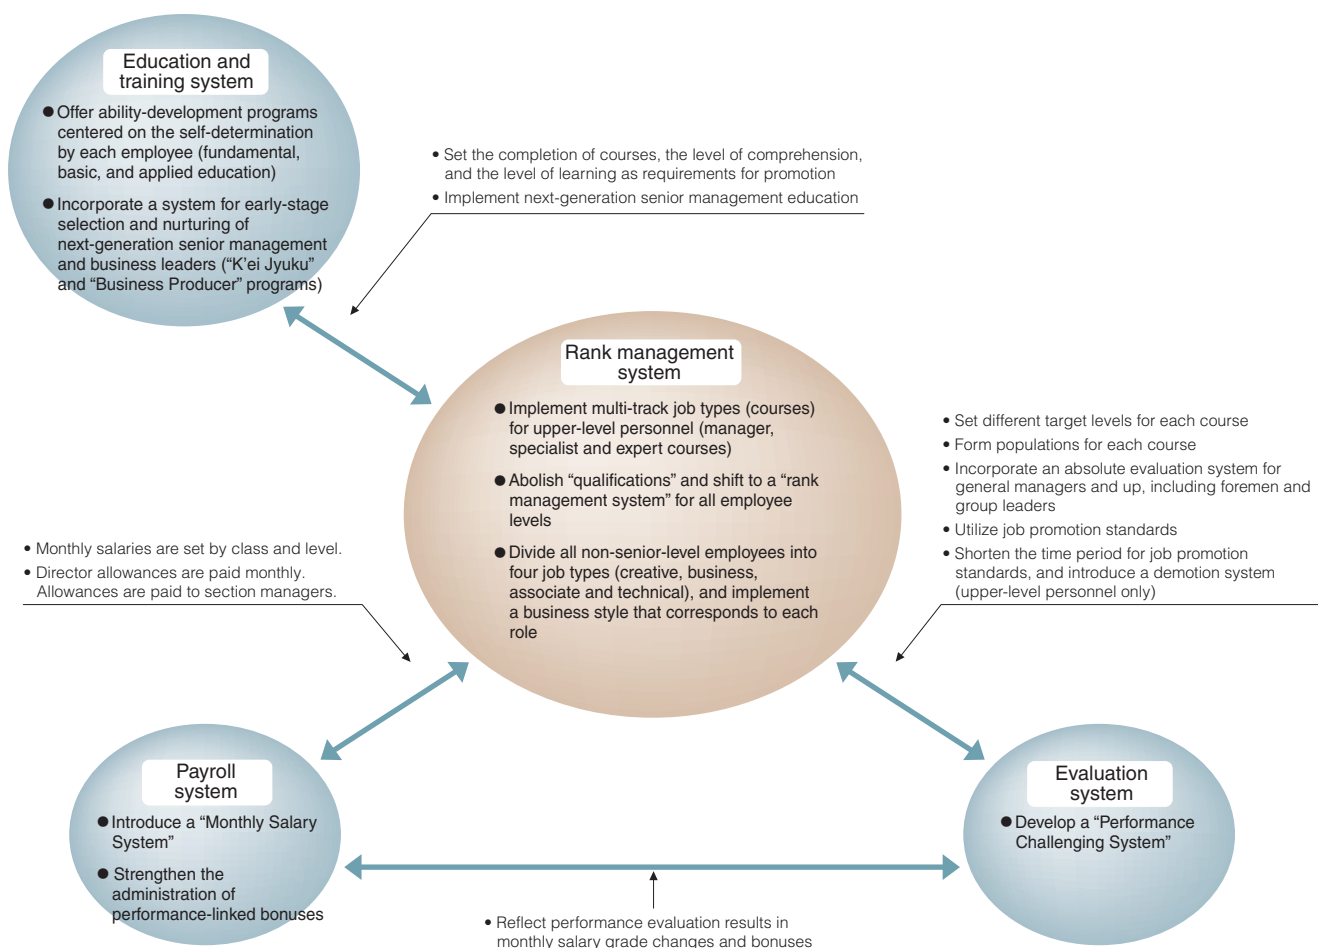 Education and
training system
● Offer ability-development programs
centered on the self-determination
by each employee (fundamental,
basic, and applied education)
● Incorporate a system for early-stage
selection and nurturing of
next-generation senior management
and business leaders (“K’ei Jyuku”
and “Business Producer” programs)
• Set the completion of courses, the level of comprehension,
and the level of learning as requirements for promotion
• Implement next-generation senior management education
Rank management
system
● Implement multi-track job types (courses)
for upper-level personnel (manager,
specialist and expert courses)
● Abolish “qualifications” and shift to a “rank
management system” for all employee
levels
● Divide all non-senior-level employees into
four job types (creative, business,
associate and technical), and implement
a business style that corresponds to each
role
• Set different target levels for each course
• Form populations for each course
• Incorporate an absolute evaluation system for
general managers and up, including foremen and
group leaders
• Utilize job promotion standards
• Shorten the time period for job promotion
standards, and introduce a demotion system
(upper-level personnel only)
• Monthly salaries are set by class and level.
• Director allowances are paid monthly.
Allowances are paid to section managers.
Payroll
system
● Introduce a “Monthly Salary
System”
● Strengthen the
administration of
performance-linked bonuses
Evaluation
system
● Develop a “Performance
Challenging System”
• Reflect performance evaluation results in
monthly salary grade changes and bonuses